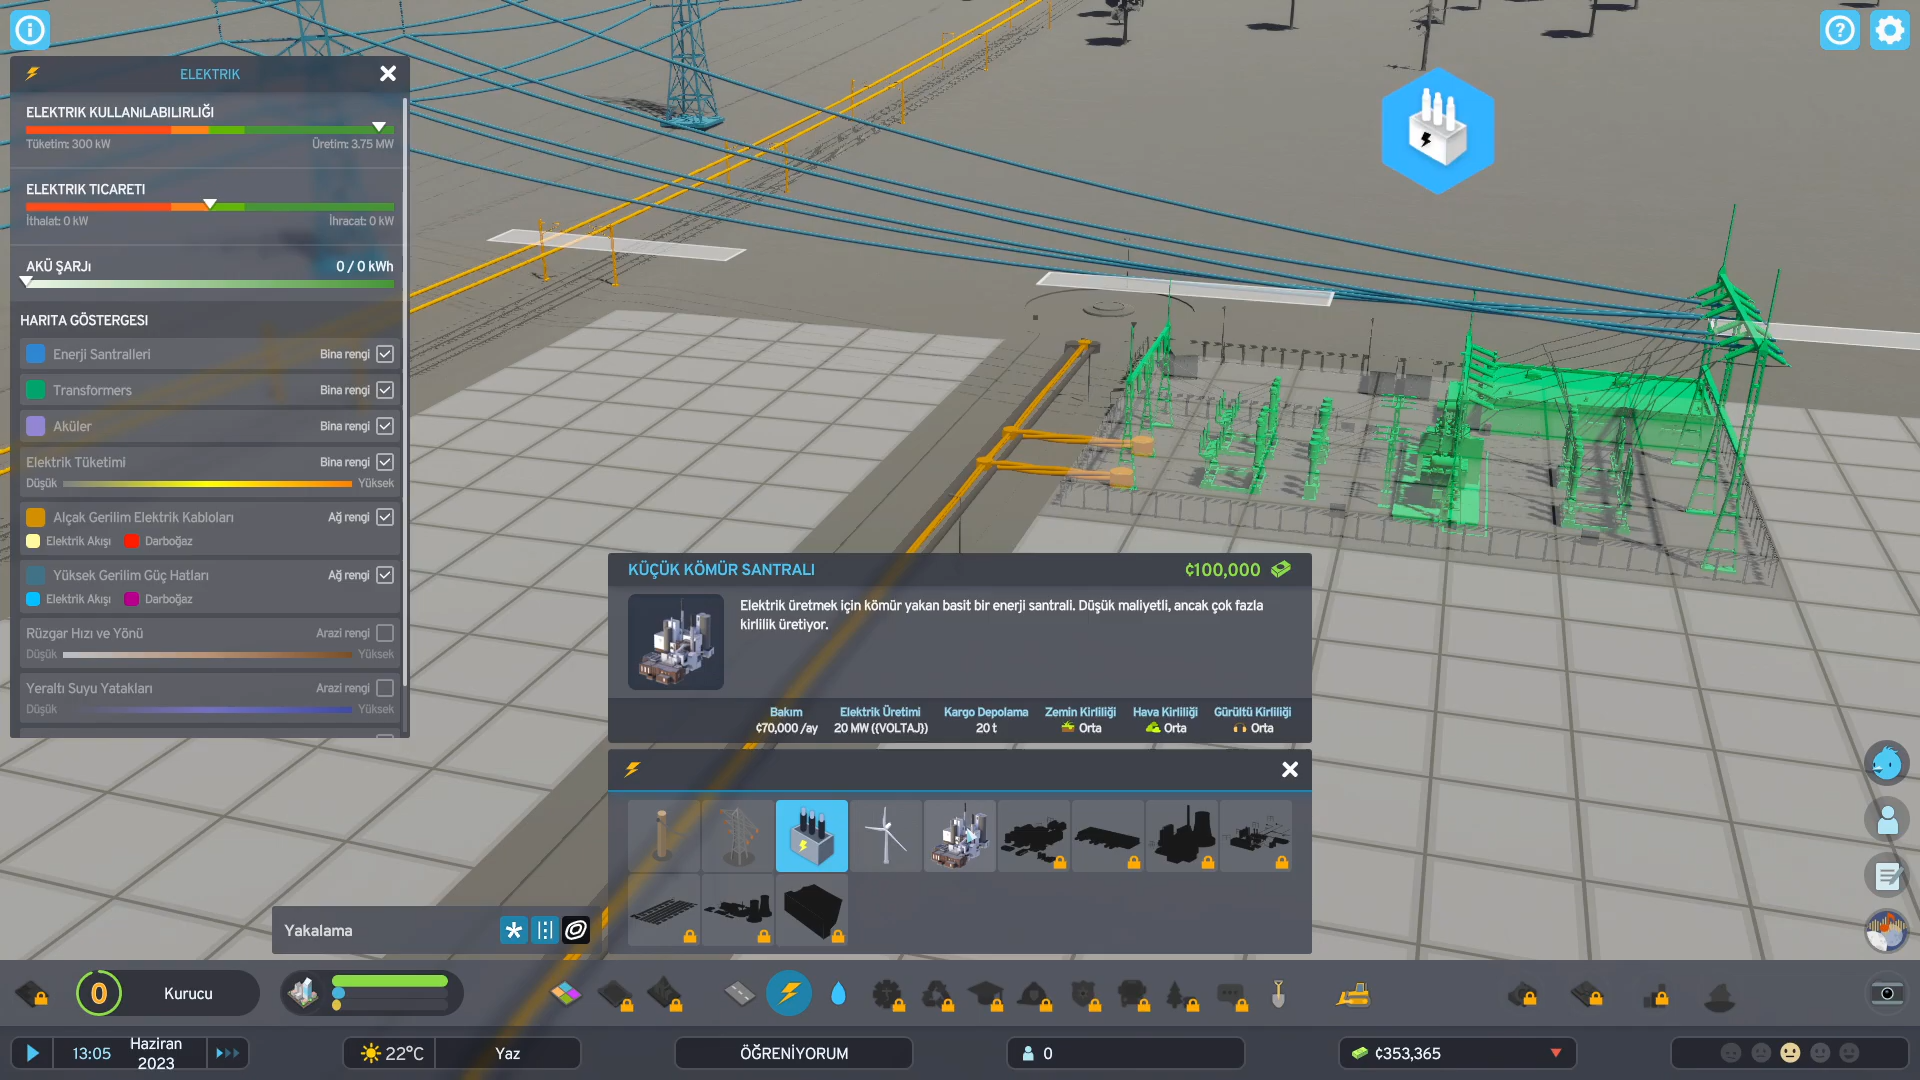 ELEKTRIK
ELEKTRIK KULLANıLABILIRLIĞI
Tüketim: 300 kW
Üretim: 3.75 MW
ELEKTRIK TICARETI
İthalat: 0 kW
İhracat: 0 kW
AKÜ ŞARJı
0 / 0 kWh
HARITA GÖSTERGESI
Enerji Santralleri
Bina rengi
Transformers
Bina rengi
Aküler
Bina rengi
Elektrik Tüketimi
Bina rengi
Düşük
Yüksek
Alçak Gerilim Elektrik Kabloları
Ağ rengi
Elektrik Akışı
Darboğaz
Yüksek Gerilim Güç Hatları
Ağ rengi
Elektrik Akışı
Darboğaz
Rüzgar Hızı ve Yönü
Arazi rengi
Düşük
Yüksek
Yeraltı Suyu Yatakları
Arazi rengi
Düşük
Yüksek
KÜÇÜK KÖMÜR SANTRALI
¢100,000
Elektrik üretmek için kömür yakan basit bir enerji santrali. Düşük maliyetli, ancak çok fazla
kirlilik üretiyor.
Bakım
Elektrik Üretimi
Kargo Depolama
Zemin Kirliliği
Hava Kirliliği
Gürültü Kirliliği
¢70,000 /ay
20 MW ({VOLTAJ})
20 t
Orta
Orta
Orta
Yakalama
0
Kurucu
13:05
Haziran
2023
22°C
Yaz
ÖĞRENİYORUM
0
¢353,365